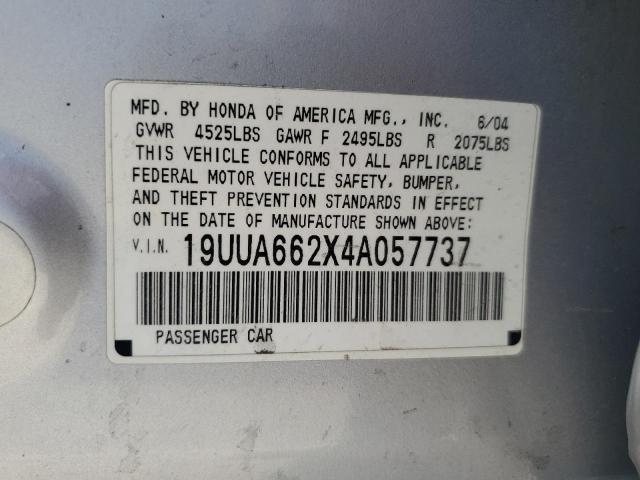 MFD. BY HONDA OF AMERICA MFG., INC. 6/04
GVWR 4525LBS GAWR F 2495LBS R 2075LBS
THIS VEHICLE CONFORMS TO ALL APPLICABLE
FEDERAL MOTOR VEHICLE SAFETY, BUMPER,
AND THEFT PREVENTION STANDARDS IN EFFECT
ON THE DATE OF MANUFACTURE SHOWN ABOVE:
V.I.N. 19UUA662X4A057737
PASSENGER CAR